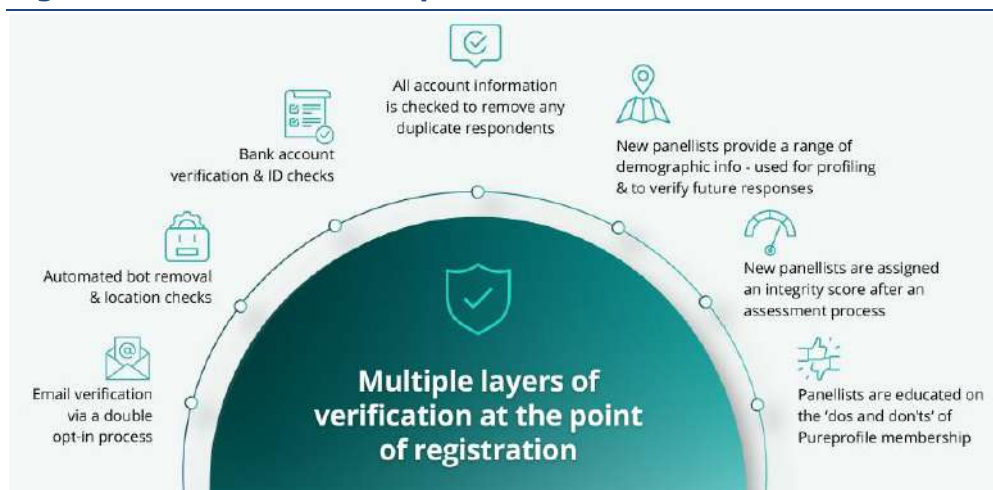 Email verification
via a double
opt-in process
Automated bot removal
& location checks
Bank account
verification & ID checks
All account information
is checked to remove any
duplicate respondents
New panellists provide a range of
demographic info - used for profiling
& to verify future responses
New panellists are assigned
an integrity score after an
assessment process
Panellists are educated on
the 'dos and don'ts' of
Pureprofile membership
Multiple layers of
verification at the point
of registration